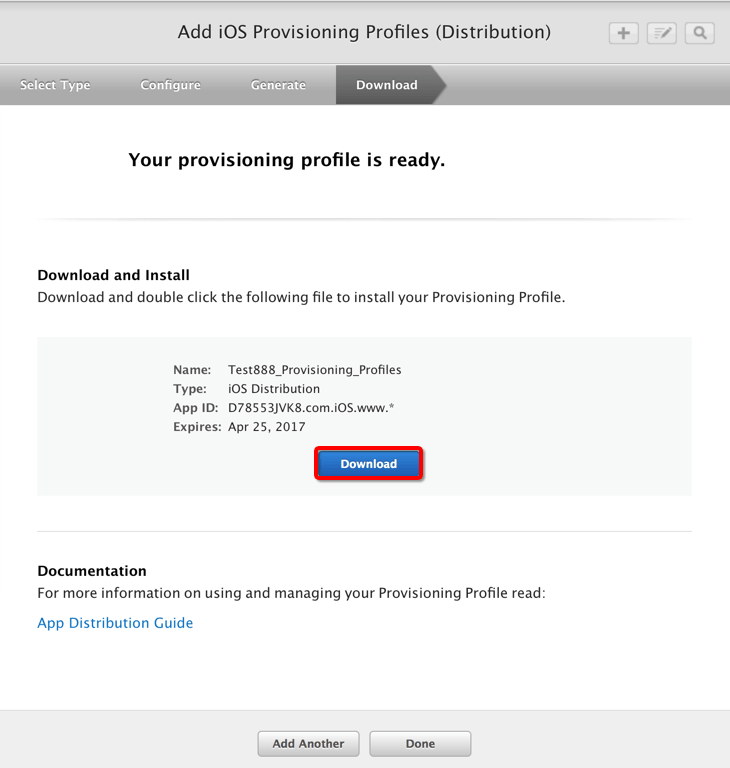 Add iOS Provisioning Profiles (Distribution)
Select Type
Configure
Generate
Download
Your provisioning profile is ready.
Download and Install
Download and double click the following file to install your Provisioning Profile.
Name: Test888_Provisioning_Profiles
Type: iOS Distribution
App ID: D78553JVK8.com.iOS.www.*
Expires: Apr 25, 2017
Download
Documentation
For more information on using and managing your Provisioning Profile read:
App Distribution Guide
Add Another
Done